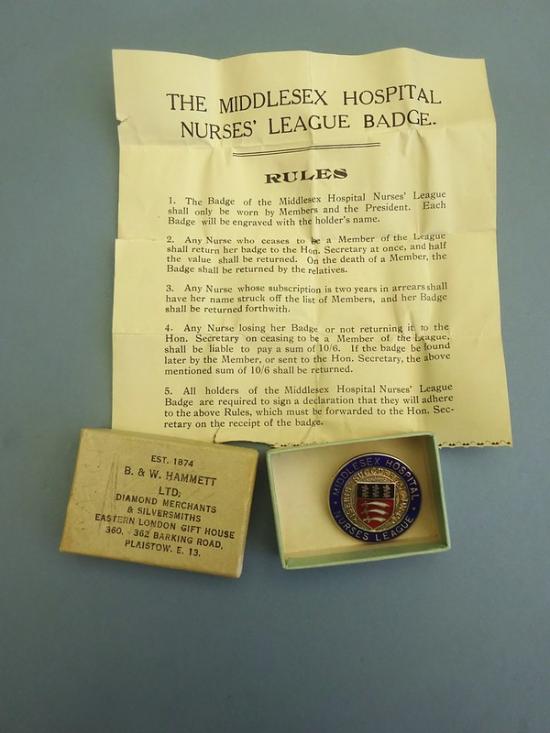 THE MIDDLESEX HOSPITAL
NURSES' LEAGUE BADGE.
RULES
1. The Badge of the Middlesex Hospital Nurses' League
shall only be worn by Members and the President. Each
Badge will be engraved with the holder's name.
2. Any Nurse who ceases to be a Member of the League
shall return her badge to the Hon. Secretary at once, and half
the value shall be returned. On the death of a Member, the
Badge shall be returned by the relatives.
3. Any Nurse whose subscription is two years in arrears shall
have her name struck off the list of Members, and her Badge
shall be returned forthwith.
4. Any Nurse losing her Badge or not returning it to the
Hon. Secretary on ceasing to be a Member of the League,
shall be liable to pay a sum of 10/6. If the badge be found
later by the Member, or sent to the Hon. Secretary, the above
mentioned sum of 10/6 shall be returned.
5. All holders of the Middlesex Hospital Nurses' League
Badge are required to sign a declaration that they will adhere
to the above Rules, which must be forwarded to the Hon. Sec-
retary on the receipt of the badge.
EST. 1874
B. & W. HAMMETT
LTD;
DIAMOND MERCHANTS
& SILVERSMITHS
EASTERN LONDON GIFT HOUSE
360, - 362 BARKING ROAD,
PLAISTOW. E. 13.
MIDDLESEX HOSPITAL
NURSES LEAGUE